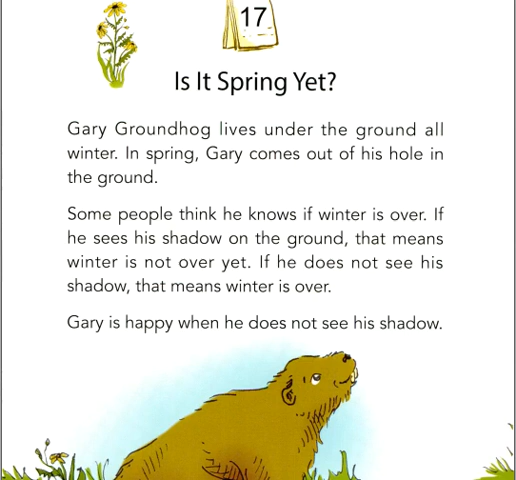 17
Is It Spring Yet?
Gary Groundhog lives under the ground all
winter. In spring, Gary comes out of his hole in
the ground.
Some people think he knows if winter is over. If
he sees his shadow on the ground, that means
winter is not over yet. If he does not see his
shadow, that means winter is over.
Gary is happy when he does not see his shadow.